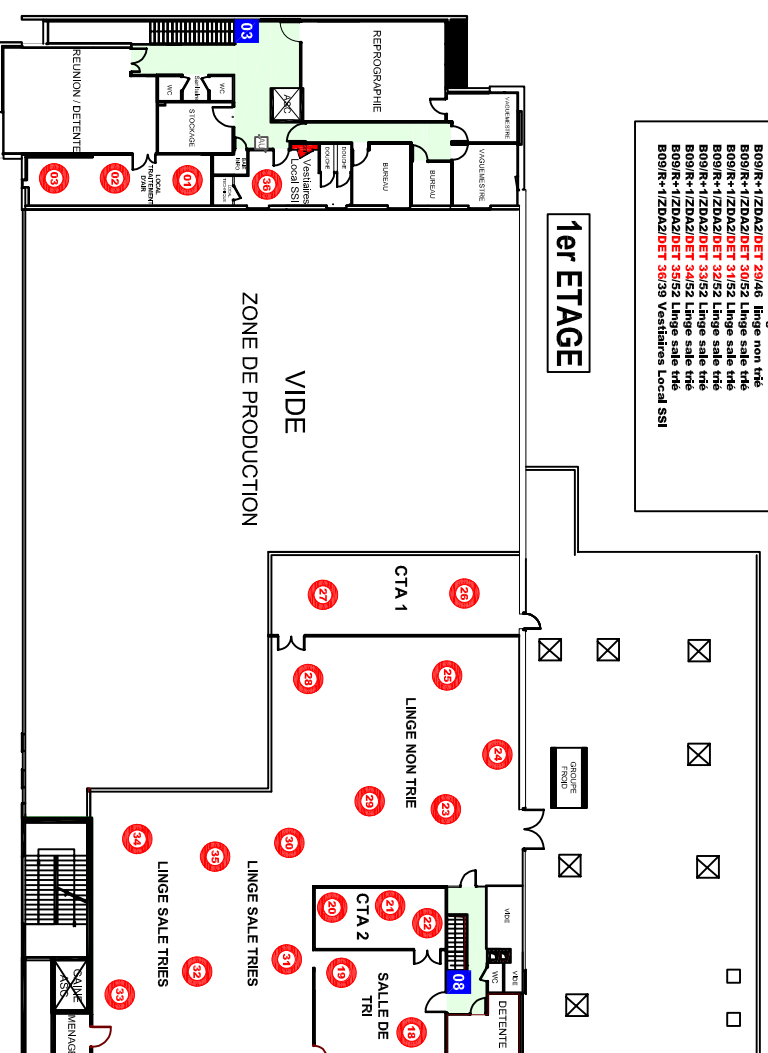 B09/R+1/ZDA2/DET 29/46 linge non trié
B09/R+1/ZDA2/DET 30/52 Linge sale trié
B09/R+1/ZDA2/DET 31/52 Linge sale trié
B09/R+1/ZDA2/DET 32/52 Linge sale trié
B09/R+1/ZDA2/DET 33/52 Linge sale trié
B09/R+1/ZDA2/DET 34/52 Linge sale trié
B09/R+1/ZDA2/DET 35/52 Linge sale trié
B09/R+1/ZDA2/DET 36/39 Vestiaires Local SSI
1er ETAGE
03
REPROGRAPHIE
REUNION / DETENTE
WC
WC
STOCKAGE
ASC
VAGUEMESTRE
VAGUEMESTRE
BUREAU
BUREAU
DOUCHE
DOUCHE
Vestiaires
Local SSI
36
LOCAL
TRAITEMENT
D'AIR
01
02
03
VIDE
ZONE DE PRODUCTION
CTA 1
26
27
28
25
LINGE NON TRIE
24
23
29
GROUPE
FROID
30
35
34
LINGE SALE TRIES
LINGE SALE TRIES
CTA 2
20
21
22
VIDE
VIDE
WC
08
DETENTE
19
SALLE DE
TRI
18
31
32
33
GAINE
ASC
MENAGE